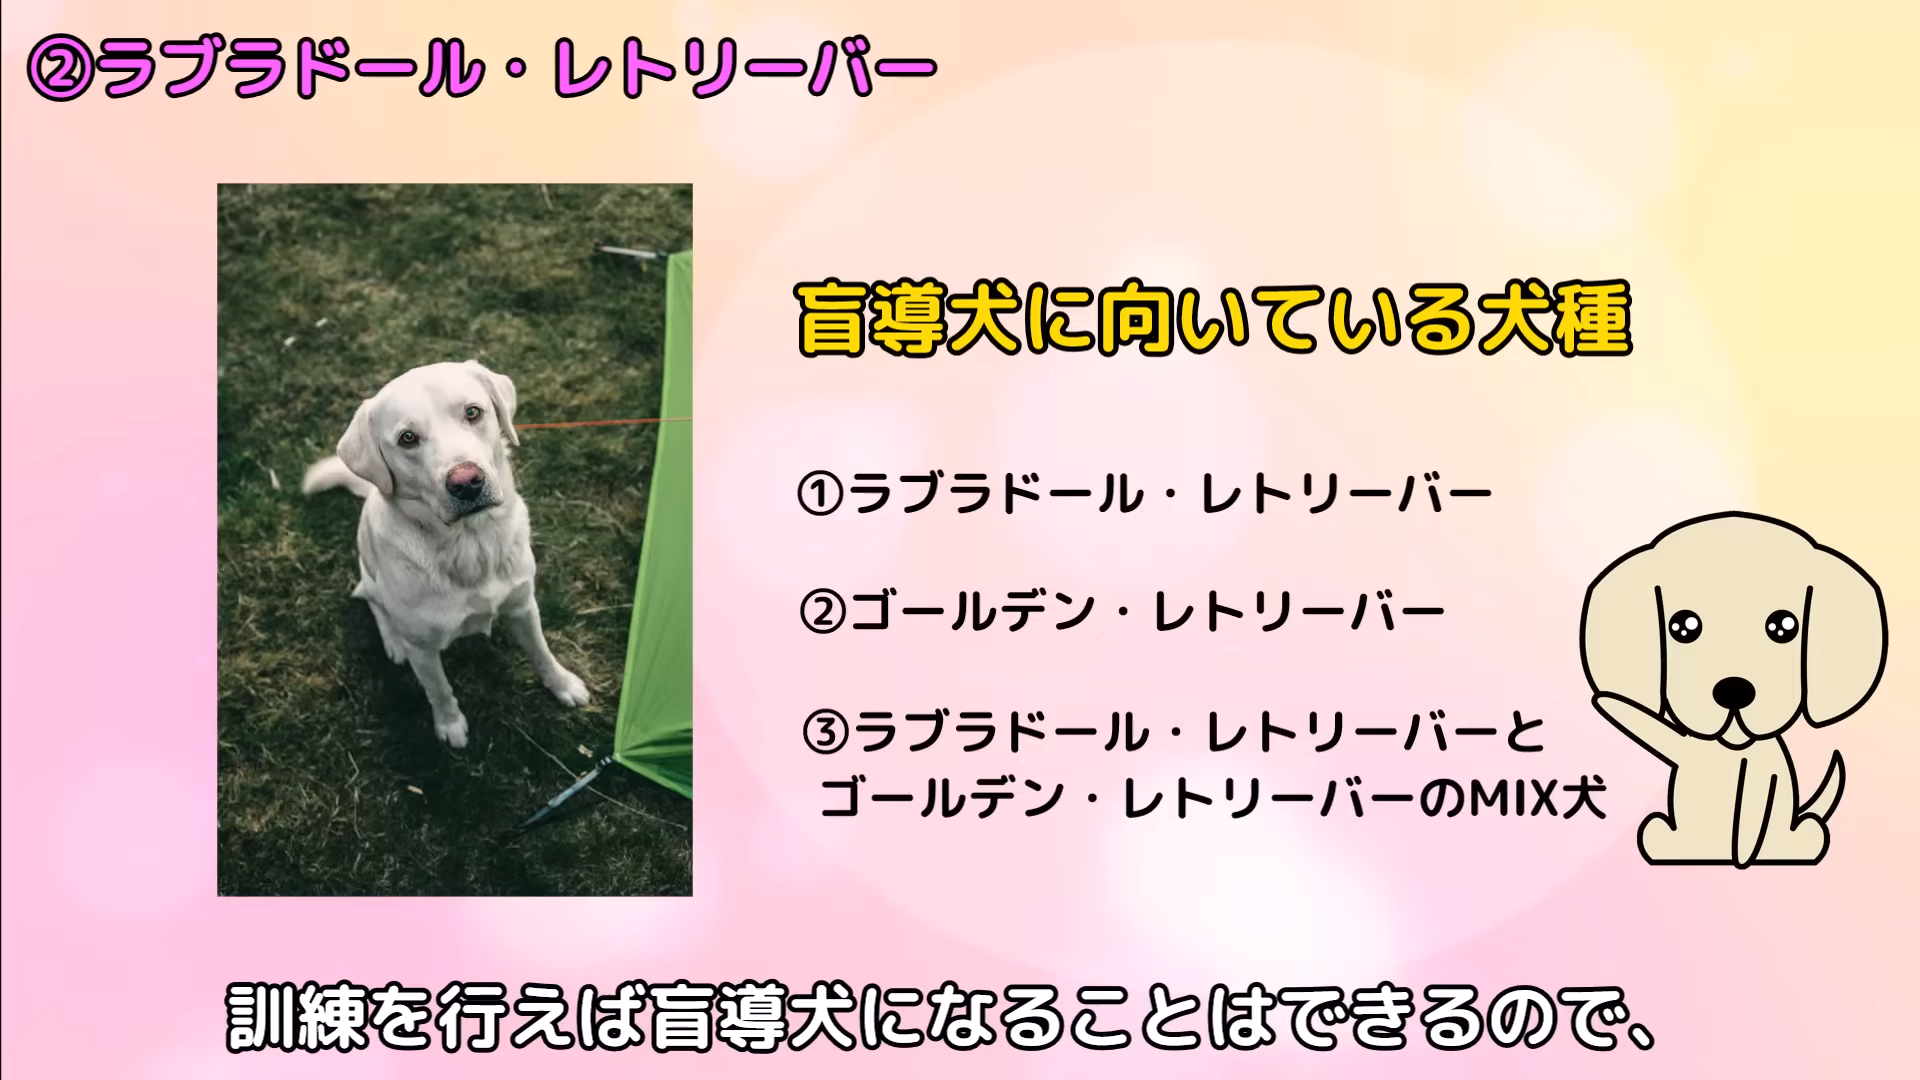 ②ラブラドール・レトリーバー
盲導犬に向いている犬種
①ラブラドール・レトリーバー
②ゴールデン・レトリーバー
③ラブラドール・レトリーバーと
ゴールデン・レトリーバーのMIX犬
訓練を行えば盲導犬になることはできるので、